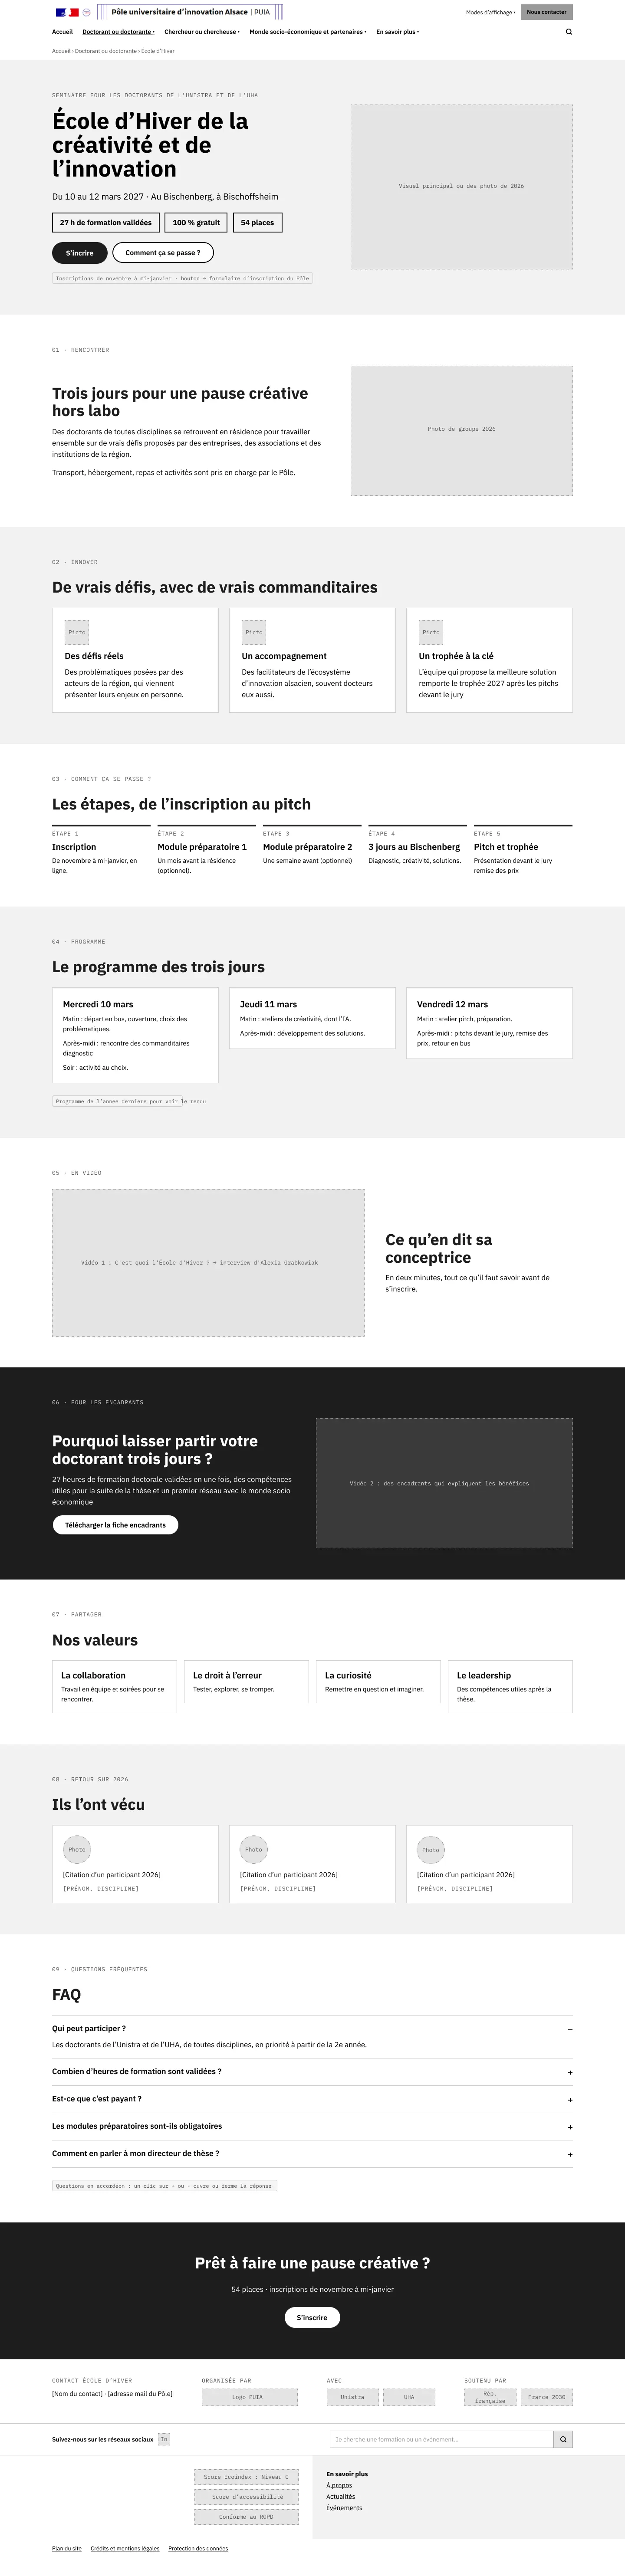 Pôle universitaire d'innovation Alsace | PUIA
Modes d'affichage
Nous contacter
Accueil
Doctorant ou doctorante
Chercheur ou chercheuse
Monde socio-économique et partenaires
En savoir plus
Accueil › Doctorant ou doctorante › École d'Hiver
SEMINAIRE POUR LES DOCTORANTS DE L'UNISTRA ET DE L'UHA
École d'Hiver de la
créativité et de
l'innovation
Visuel principal ou des photo de 2026
Du 10 au 12 mars 2027 · Au Bischenberg, à Bischoffsheim
27 h de formation validées
100 % gratuit
54 places
S'incrire
Comment ça se passe ?
Inscriptions de novembre à mi-janvier · bouton → formulaire d'inscription du Pôle
01 · RENCONTRER
Trois jours pour une pause créative
hors labo
Des doctorants de toutes disciplines se retrouvent en résidence pour travailler
ensemble sur de vrais défis proposés par des entreprises, des associations et des
institutions de la région.
Transport, hébergement, repas et activités sont pris en charge par le Pôle.
Photo de groupe 2026
02 · INNOVER
De vrais défis, avec de vrais commanditaires
Picto
Des défis réels
Des problématiques posées par des
acteurs de la région, qui viennent
présenter leurs enjeux en personne.
Picto
Un accompagnement
Des facilitateurs de l'écosystème
d'innovation alsacien, souvent docteurs
eux aussi.
Picto
Un trophée à la clé
L'équipe qui propose la meilleure solution
remporte le trophée 2027 après les pitchs
devant le jury
03 · COMMENT ÇA SE PASSE ?
Les étapes, de l'inscription au pitch
ÉTAPE 1
Inscription
De novembre à mi-janvier, en
ligne.
ÉTAPE 2
Module préparatoire 1
Un mois avant la résidence
(optionnel).
ÉTAPE 3
Module préparatoire 2
Une semaine avant (optionnel)
ÉTAPE 4
3 jours au Bischenberg
Diagnostic, créativité, solutions.
ÉTAPE 5
Pitch et trophée
Présentation devant le jury
remise des prix
04 · PROGRAMME
Le programme des trois jours
Mercredi 10 mars
Matin : départ en bus, ouverture, choix des
problématiques.
Après-midi : rencontre des commanditaires
diagnostic
Soir : activité au choix.
Jeudi 11 mars
Matin : ateliers de créativité, dont l'IA.
Après-midi : développement des solutions.
Vendredi 12 mars
Matin : atelier pitch, préparation.
Après-midi : pitchs devant le jury, remise des
prix, retour en bus
Programme de l'année derniere pour voir le rendu
05 · EN VIDÉO
Vidéo 1 : C'est quoi l'École d'Hiver ? → interview d'Alexia Grabkowiak
Ce qu'en dit sa
conceptrice
En deux minutes, tout ce qu'il faut savoir avant de
s'inscrire.
06 · POUR LES ENCADRANTS
Pourquoi laisser partir votre
doctorant trois jours ?
27 heures de formation doctorale validées en une fois, des compétences
utiles pour la suite de la thèse et un premier réseau avec le monde socio
économique
Télécharger la fiche encadrants
Vidéo 2 : des encadrants qui expliquent les bénéfices
07 · PARTAGER
Nos valeurs
La collaboration
Travail en équipe et soirées pour se
rencontrer.
Le droit à l'erreur
Tester, explorer, se tromper.
La curiosité
Remettre en question et imaginer.
Le leadership
Des compétences utiles après la
thèse.
08 · RETOUR SUR 2026
Ils l'ont vécu
Photo
[Citation d'un participant 2026]
[PRÉNOM, DISCIPLINE]
Photo
[Citation d'un participant 2026]
[PRÉNOM, DISCIPLINE]
Photo
[Citation d'un participant 2026]
[PRÉNOM, DISCIPLINE]
09 · QUESTIONS FRÉQUENTES
FAQ
Qui peut participer ? –
Les doctorants de l'Unistra et de l'UHA, de toutes disciplines, en priorité à partir de la 2e année.
Combien d'heures de formation sont validées ? +
Est-ce que c'est payant ? +
Les modules préparatoires sont-ils obligatoires +
Comment en parler à mon directeur de thèse ? +
Questions en accordéon : un clic sur + ou - ouvre ou ferme la réponse
Prêt à faire une pause créative ?
54 places · inscriptions de novembre à mi-janvier
S'inscrire
CONTACT ÉCOLE D'HIVER
[Nom du contact] · [adresse mail du Pôle]
ORGANISÉE PAR
Logo PUIA
AVEC
Unistra
UHA
SOUTENU PAR
Rép.
française
France 2030
Suivez-nous sur les réseaux sociaux
In
Je cherche une formation ou un événement...
Score Ecoindex : Niveau C
Score d'accessibilité
Conforme au RGPD
En savoir plus
À propos
Actualités
Événements
Plan du site
Crédits et mentions légales
Protection des données